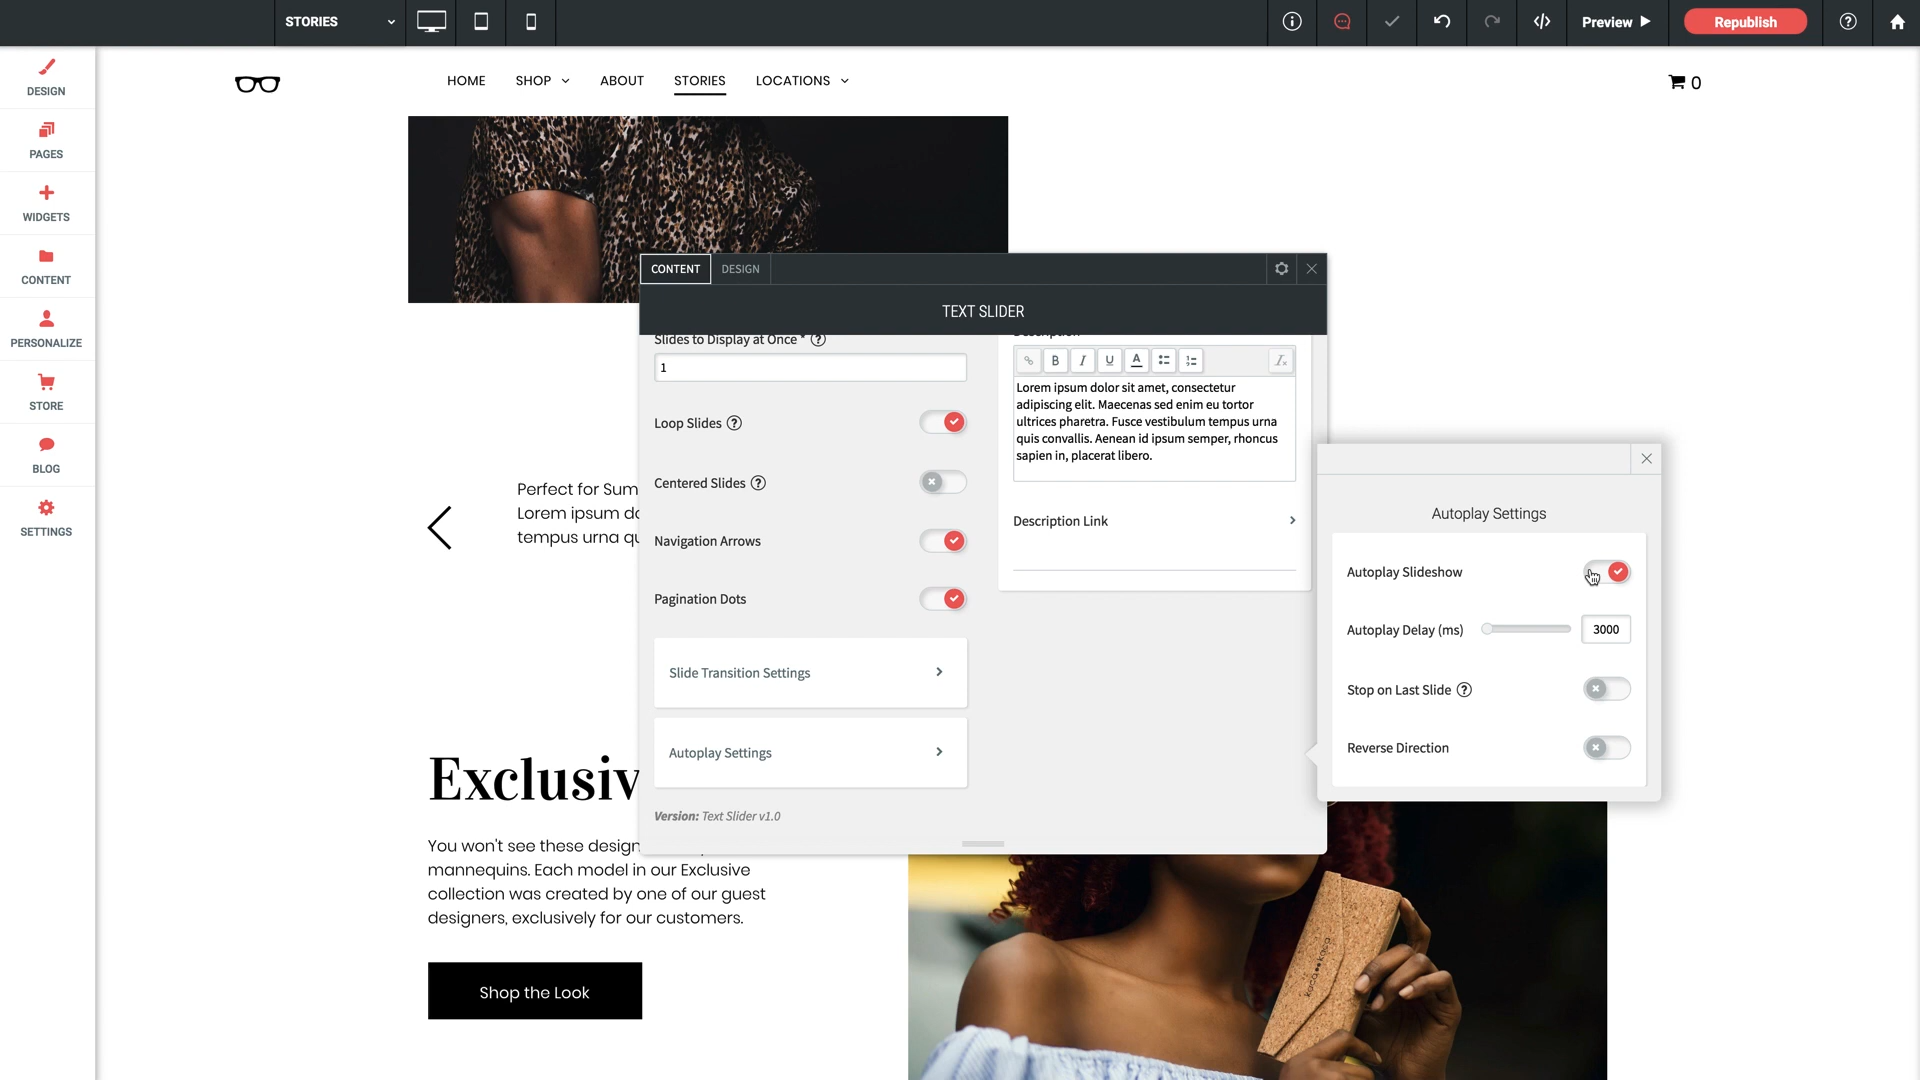 STORIES
Preview
Republish
DESIGN
PAGES
WIDGETS
CONTENT
PERSONALIZE
STORE
BLOG
SETTINGS
HOME
SHOP
ABOUT
STORIES
LOCATIONS
0
CONTENT
DESIGN
TEXT SLIDER
Slides to Display at Once *
1
Loop Slides
Centered Slides
Navigation Arrows
Pagination Dots
Slide Transition Settings
Autoplay Settings
Version: Text Slider v1.0
Description
B I U A
Lorem ipsum dolor sit amet, consectetur
adipiscing elit. Maecenas sed enim eu tortor
ultrices pharetra. Fusce vestibulum tempus urna
quis convallis. Aenean id ipsum semper, rhoncus
sapien in, placerat libero.
Description Link
Autoplay Settings
Autoplay Slideshow
Autoplay Delay (ms)
3000
Stop on Last Slide
Reverse Direction
Perfect for Sum
Lorem ipsum do
tempus urna qu
Exclusiv
You won't see these design
mannequins. Each model in our Exclusive
collection was created by one of our guest
designers, exclusively for our customers.
Shop the Look